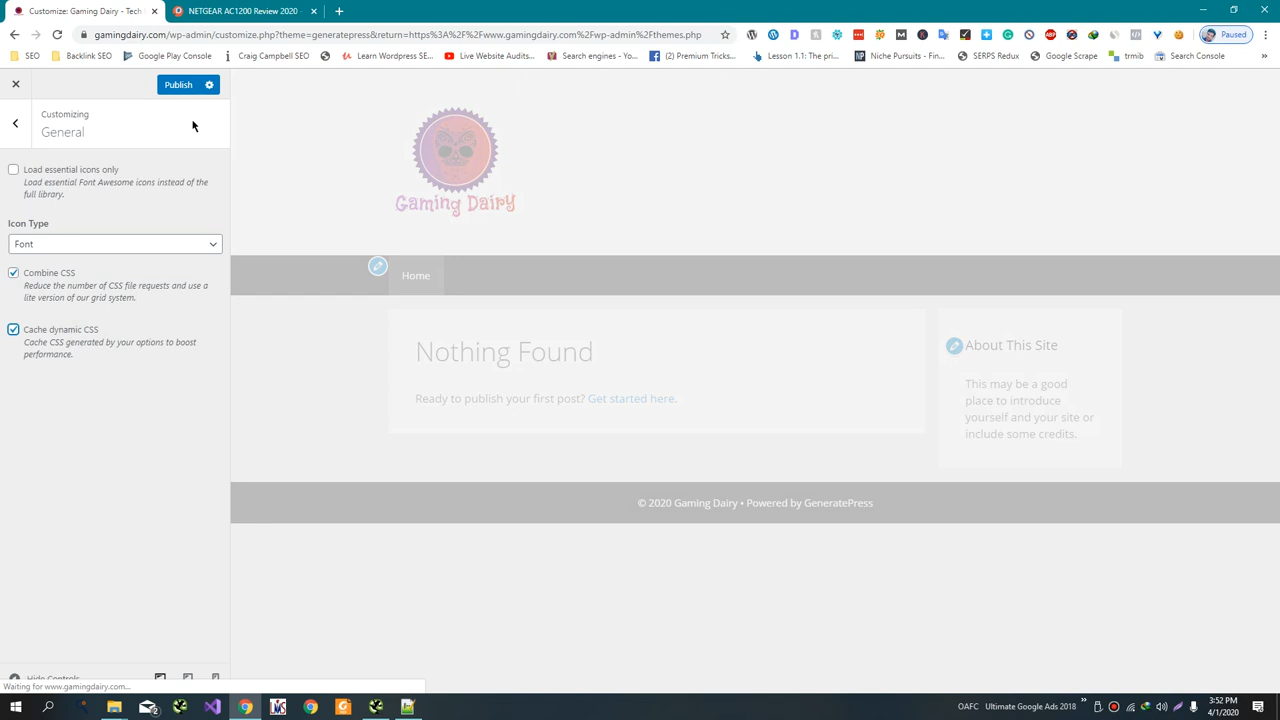 Customize: Gaming Dairy - Tech
NETGEAR AC1200 Review 2020 -
gamingdairy.com/wp-admin/customize.php?theme=generatepress&return=https%3A%2F%2Fwww.gamingdairy.com%2Fwp-admin%2Fthemes.php
Paused
SEO
Backlink SEO
Google Play Console
Craig Campbell SEO
Learn Wordpress SE...
Live Website Audits...
Search engines - Yo...
(2) Premium Tricks...
Lesson 1.1: The pri...
Niche Pursuits - Fin...
SERPS Redux
Google Scrape
trmib
Search Console
Publish
Customizing
General
Load essential icons only
Load essential Font Awesome icons instead of the
full library.
Icon Type
Font
Combine CSS
Reduce the number of CSS file requests and use a
lite version of our grid system.
Cache dynamic CSS
Cache CSS generated by your options to boost
performance.
Hide Controls
Waiting for www.gamingdairy.com...
Gaming Dairy
Home
Nothing Found
Ready to publish your first post? Get started here.
About This Site
This may be a good
place to introduce
yourself and your site or
include some credits.
© 2020 Gaming Dairy • Powered by GeneratePress
OAFC
Ultimate Google Ads 2018
3:52 PM
4/1/2020